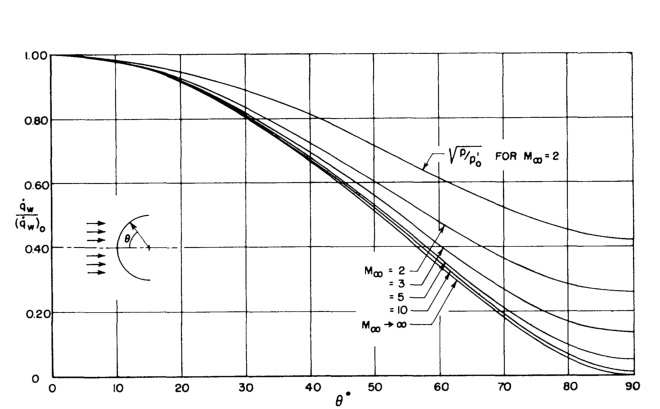 1.00
0.80
0.60
0.40
0.20
0
q̇w
(q̇w)o
θ
√P/P'o FOR M∞ = 2
M∞ = 2
= 3
= 5
= 10
M∞ → ∞
0 10 20 30 40 50 60 70 80 90
θ°